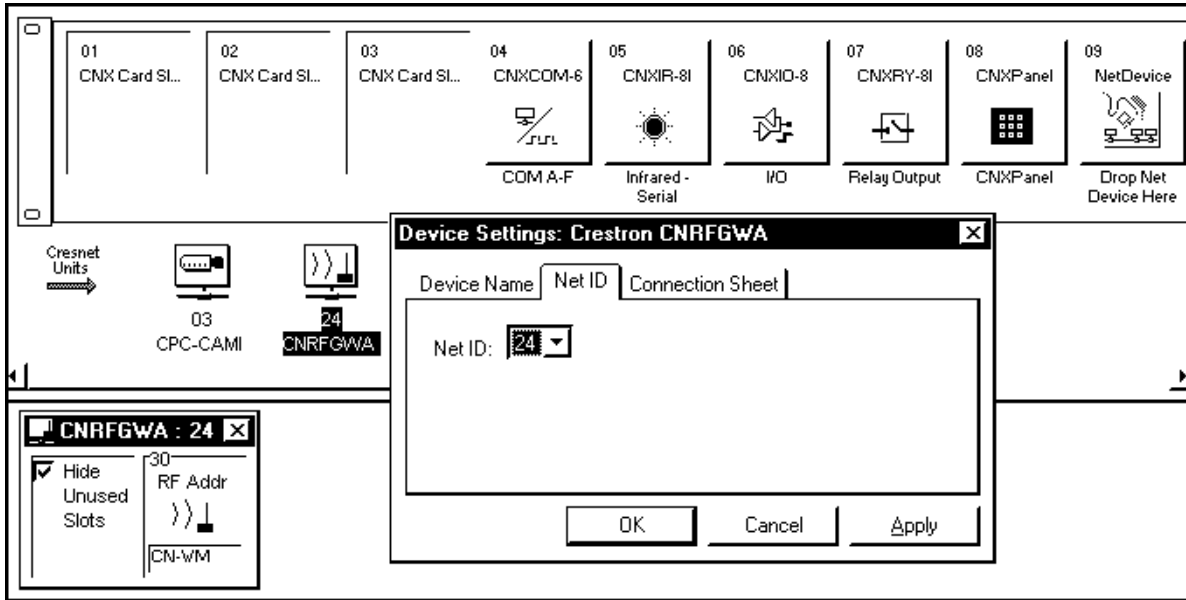 01
CNX Card Sl...
02
CNX Card Sl...
03
CNX Card Sl...
04
CNXCOM-6
COM A-F
05
CNXIR-8I
Infrared -
Serial
06
CNXIO-8
I/O
07
CNXRY-8I
Relay Output
08
CNXPanel
CNXPanel
09
NetDevice
Drop Net
Device Here
Cresnet
Units
03
CPC-CAMI
24
CNRFGWA
Device Settings: Crestron CNRFGWA
Device Name
Net ID
Connection Sheet
Net ID:
24
OK
Cancel
Apply
CNRFGWA : 24
Hide
Unused
Slots
30
RF Addr
CN-WM